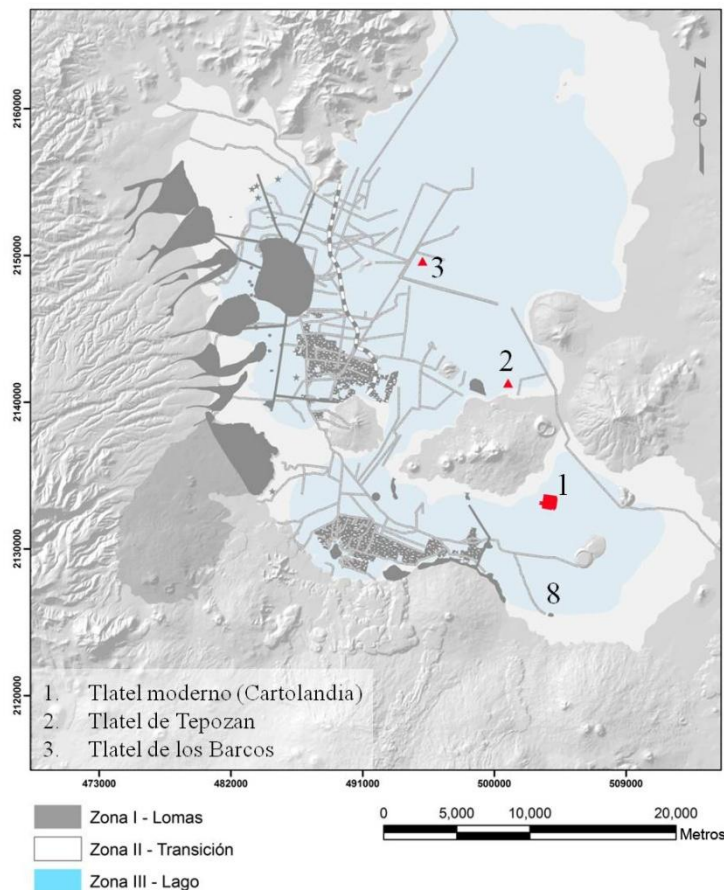 N
2160000
2150000
3
2
2140000
1
2130000
8
1. Tlatel moderno (Cartolandia)
2. Tlatel de Tepozan
3. Tlatel de los Barcos
2120000
473000 482000 491000 500000 509000
Zona I - Lomas
Zona II - Transición
Zona III - Lago
0 5,000 10,000 20,000
Metros